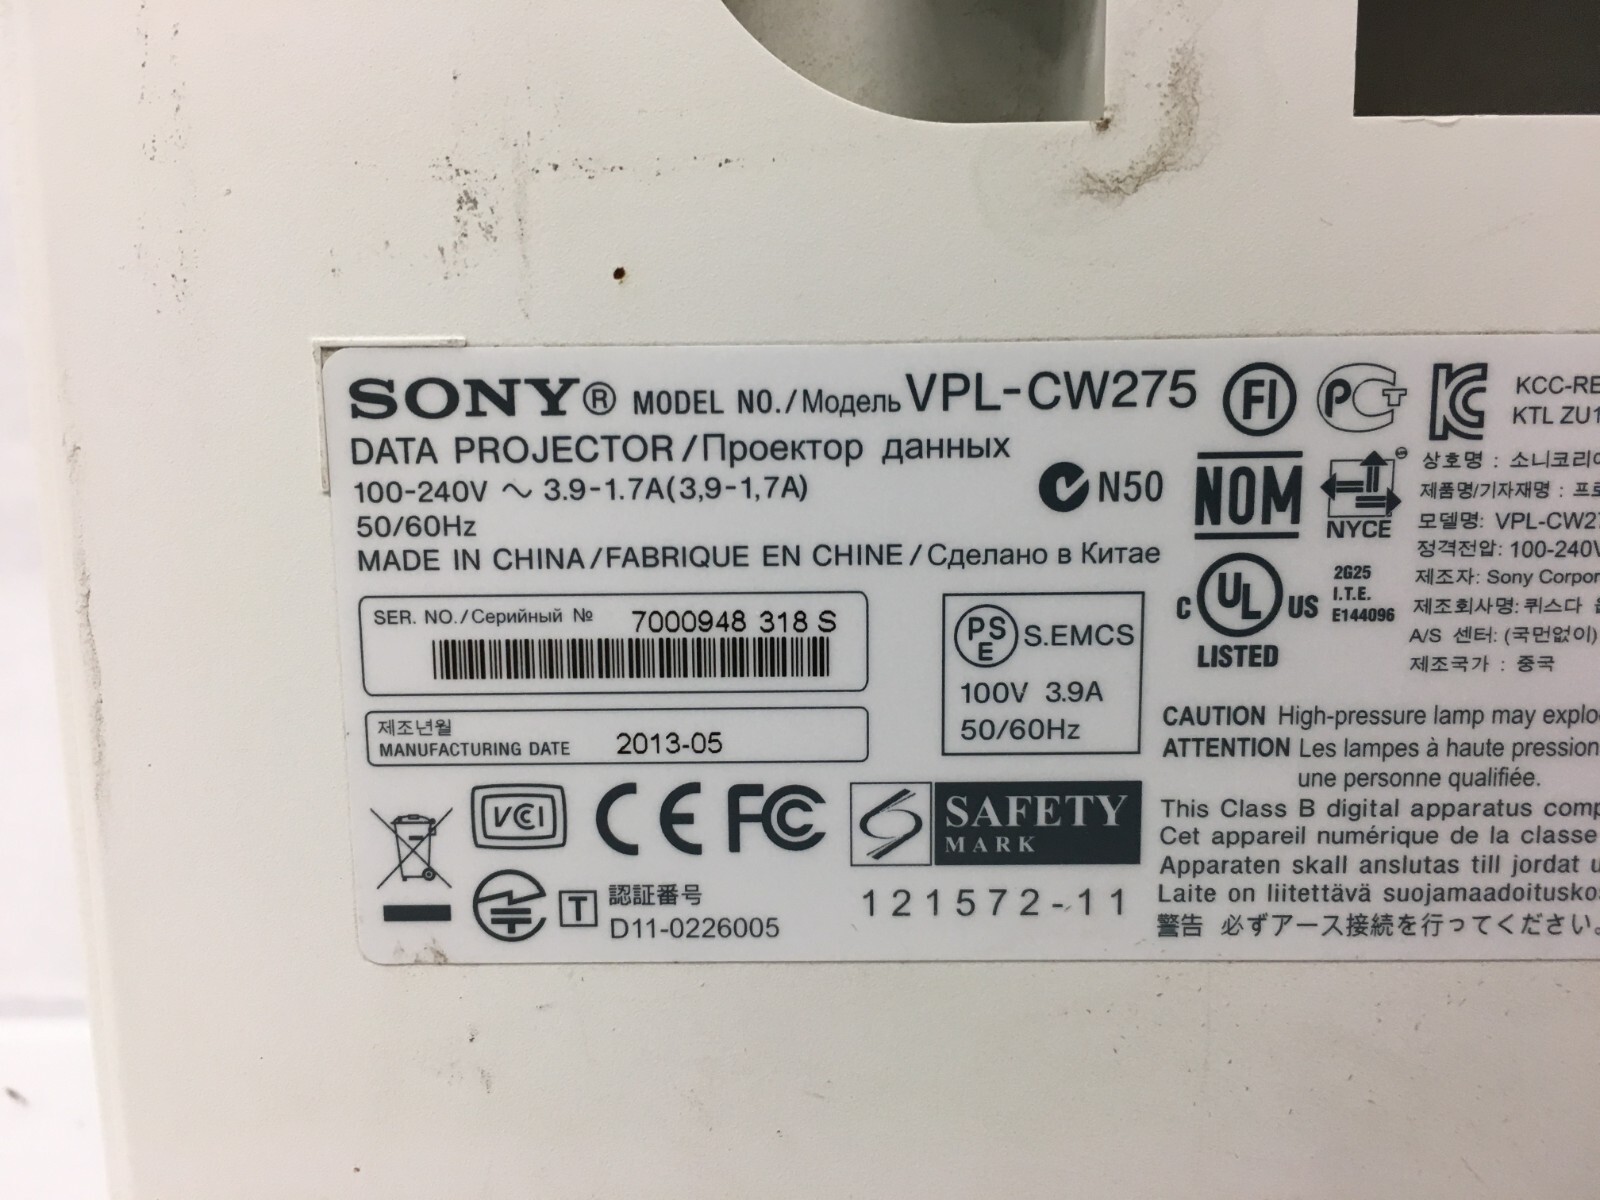 SONY® MODEL NO./Модель VPL-CW275
DATA PROJECTOR/Проектор данных
100-240V ～ 3.9-1.7A(3,9-1,7A)
50/60Hz
MADE IN CHINA/FABRIQUE EN CHINE/Сделано в Китае
N50
SER. NO./Серийный № 7000948 318 S
제조년월
MANUFACTURING DATE 2013-05
PS E S.EMCS
100V 3.9A
50/60Hz
VCI CE FC
SAFETY
MARK
T 認証番号
D11-0226005
121572-11
FI PCT KC
NOM
NYCE
C UL US
LISTED
2G25
I.T.E.
E144096
KCC-RE
KTL ZU1
상호명 : 소니코리
제품명/기자재명 : 프
모델명: VPL-CW27
정격전압: 100-240V
제조자: Sony Corpor
제조회사명: 퀴스다
A/S 센터: (국먼없이)
제조국가 : 중국
CAUTION High-pressure lamp may explo
ATTENTION Les lampes à haute pression
une personne qualifiée.
This Class B digital apparatus comp
Cet appareil numérique de la classe
Apparaten skall anslutas till jordat u
Laite on liitettävä suojamaadoitusko
警告 必ずアース接続を行ってください。